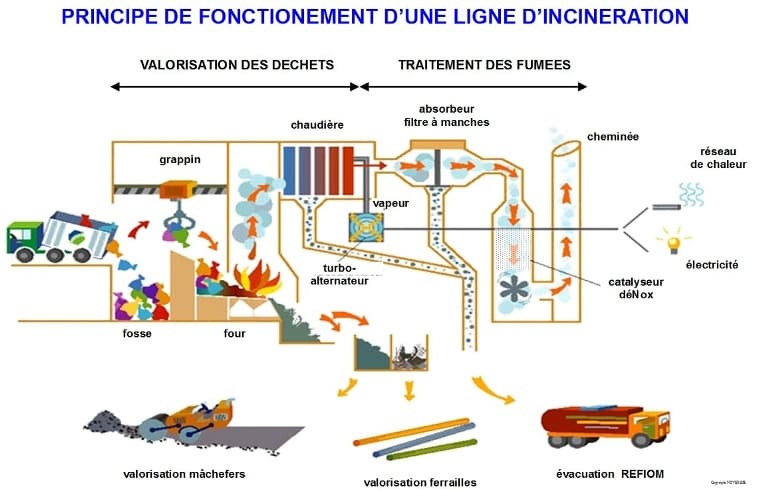 PRINCIPE DE FONCTIONEMENT D'UNE LIGNE D'INCINERATION
VALORISATION DES DECHETS
TRAITEMENT DES FUMEES
absorbeur
filtre à manches
chaudière
cheminée
réseau
de chaleur
grappin
vapeur
électricité
turbo-
alternateur
catalyseur
déNox
fosse
four
valorisation mâchefers
valorisation ferrailles
évacuation REFIOM